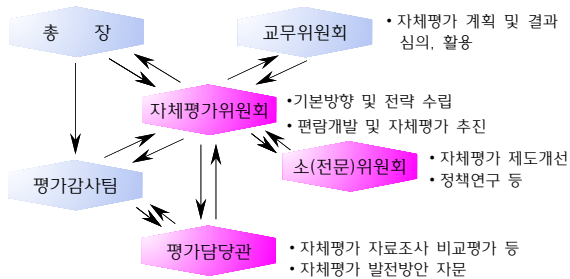 총 장
교무위원회
• 자체평가 계획 및 결과
심의, 활용
자체평가위원회
•기본방향 및 전략 수립
• 편람개발 및 자체평가 추진
소(전문)위원회
• 자체평가 제도개선
• 정책연구 등
평가감사팀
평가담당관
• 자체평가 자료조사 비교평가 등
• 자체평가 발전방안 자문